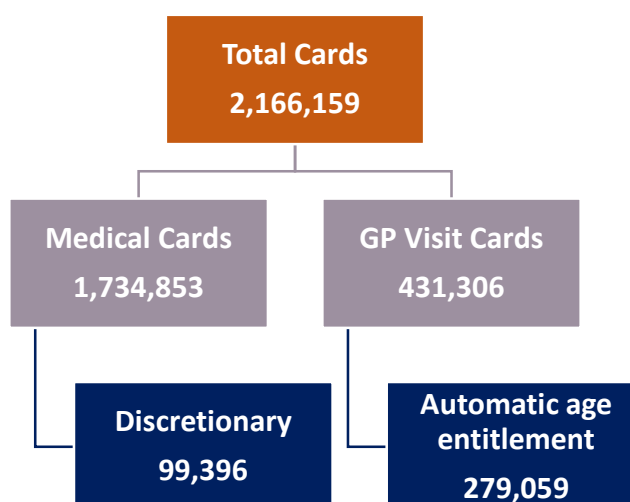 Total Cards
2,166,159
Medical Cards
1,734,853
GP Visit Cards
431,306
Discretionary
99,396
Automatic age
entitlement
279,059